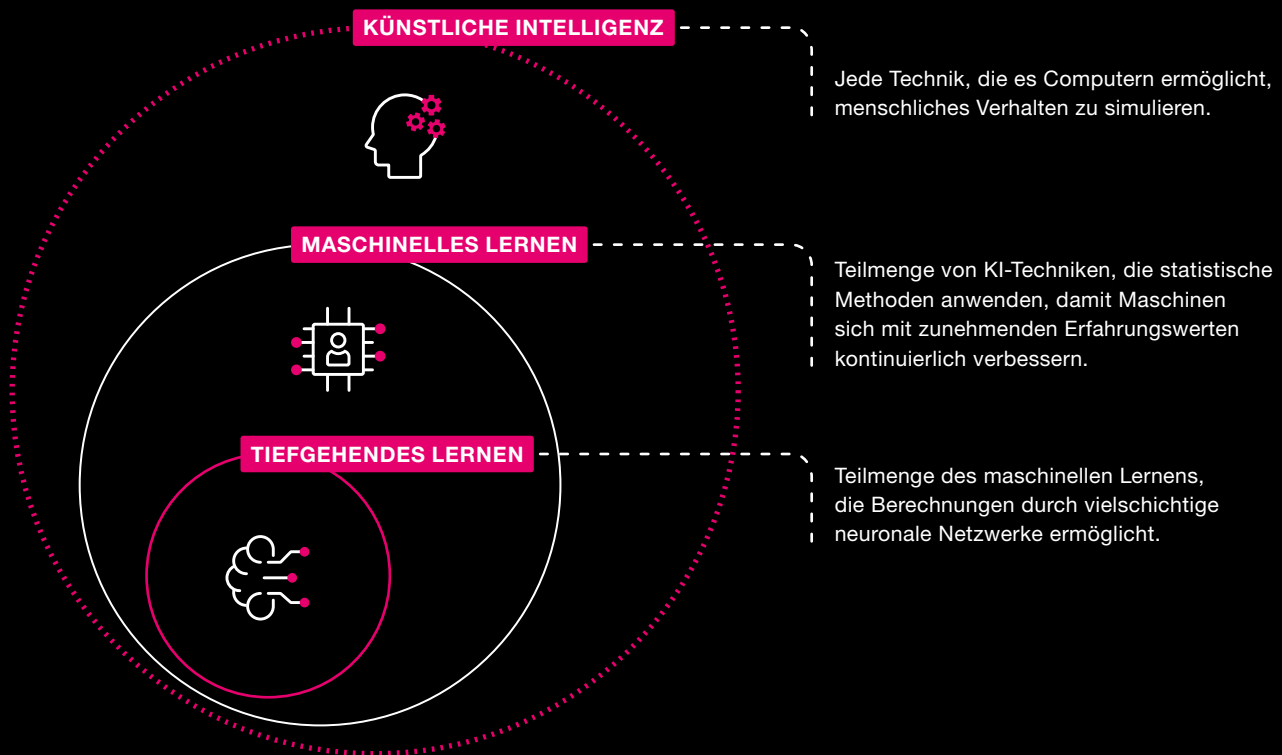 KÜNSTLICHE INTELLIGENZ
Jede Technik, die es Computern ermöglicht,
menschliches Verhalten zu simulieren.
MASCHINELLES LERNEN
Teilmenge von KI-Techniken, die statistische
Methoden anwenden, damit Maschinen
sich mit zunehmenden Erfahrungswerten
kontinuierlich verbessern.
TIEFGEHENDES LERNEN
Teilmenge des maschinellen Lernens,
die Berechnungen durch vielschichtige
neuronale Netzwerke ermöglicht.